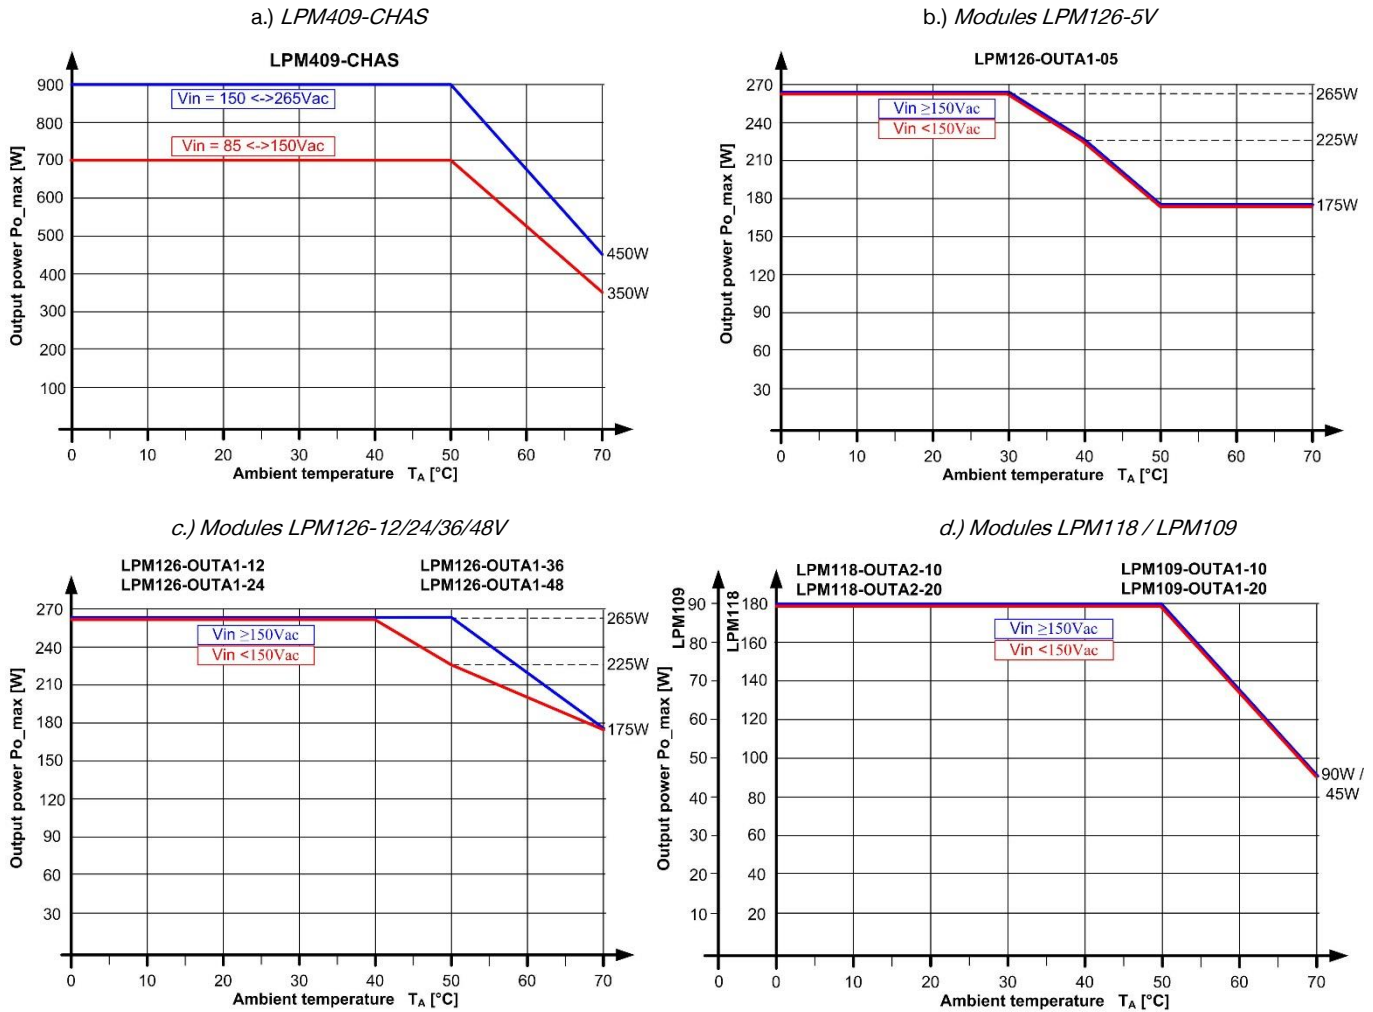 a.) LPM409-CHAS
LPM409-CHAS
Output power Po_max [W]
900
800
700
600
500
400
300
200
100
Vin = 150 <->265Vac
Vin = 85 <->150Vac
450W
350W
0 10 20 30 40 50 60 70
Ambient temperature TA [°C]
b.) Modules LPM126-5V
LPM126-OUTA1-05
Output power Po_max [W]
270
240
210
180
150
120
90
60
30
Vin ≥150Vac
Vin <150Vac
265W
225W
175W
0 10 20 30 40 50 60 70
Ambient temperature TA [°C]
c.) Modules LPM126-12/24/36/48V
LPM126-OUTA1-12 LPM126-OUTA1-36
LPM126-OUTA1-24 LPM126-OUTA1-48
Output power Po_max [W]
270
240
210
180
150
120
90
60
30
Vin ≥150Vac
Vin <150Vac
265W
225W
175W
0 10 20 30 40 50 60 70
Ambient temperature TA [°C]
d.) Modules LPM118 / LPM109
LPM118-OUTA2-10 LPM109-OUTA1-10
LPM118-OUTA2-20 LPM109-OUTA1-20
LPM109
LPM118
Output power Po_max [W]
90 180
80 160
70 140
60 120
50 100
40 80
30 60
20 40
10 20
Vin ≥150Vac
Vin <150Vac
90W /
45W
0 0 10 20 30 40 50 60 70
Ambient temperature TA [°C]